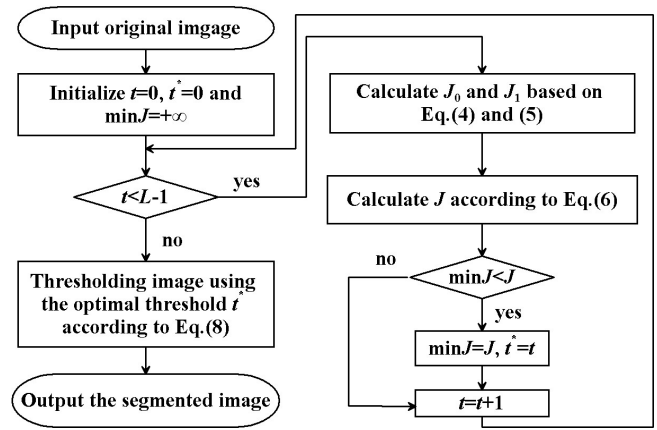 Input original imgage
Initialize t=0, t*=0 and
minJ=+∞
t<L-1
yes
no
Thresholding image using
the optimal threshold t*
according to Eq.(8)
Output the segmented image
Calculate J0 and J1 based on
Eq.(4) and (5)
Calculate J according to Eq.(6)
no
minJ<J
yes
minJ=J, t*=t
t=t+1